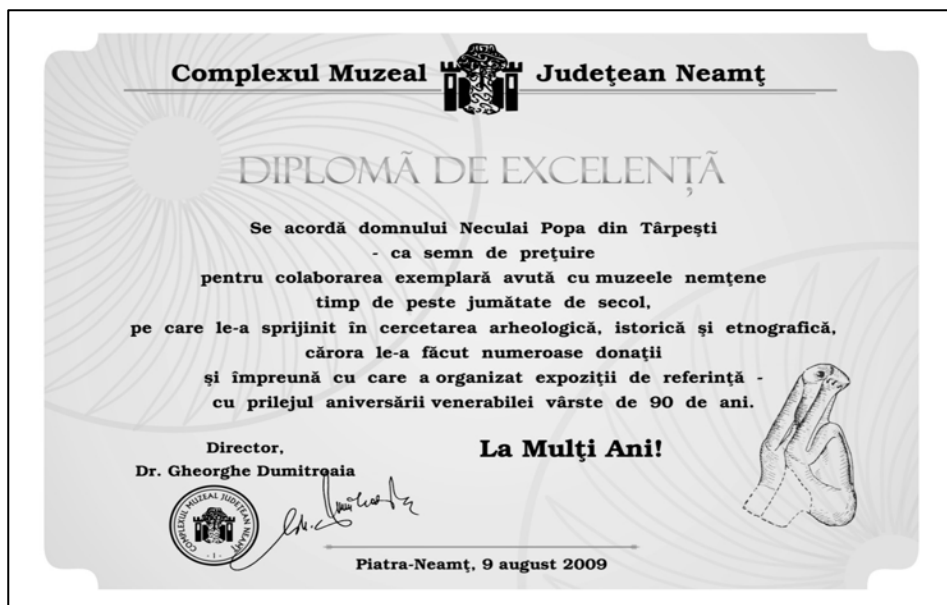 Complexul Muzeal Judeţean Neamţ
DIPLOMĂ DE EXCELENŢĂ
Se acordă domnului Neculai Popa din Târpeşti
- ca semn de preţuire
pentru colaborarea exemplară avută cu muzeele nemţene
timp de peste jumătate de secol,
pe care le-a sprijinit în cercetarea arheologică, istorică şi etnografică,
cărora le-a făcut numeroase donaţii
şi împreună cu care a organizat expoziţii de referinţă -
cu prilejul aniversării venerabilei vârste de 90 de ani.
La Mulţi Ani!
Director,
Dr. Gheorghe Dumitroaia
COMPLEXUL MUZEAL JUDEŢEAN NEAMŢ
- 1 -
Piatra-Neamţ, 9 august 2009